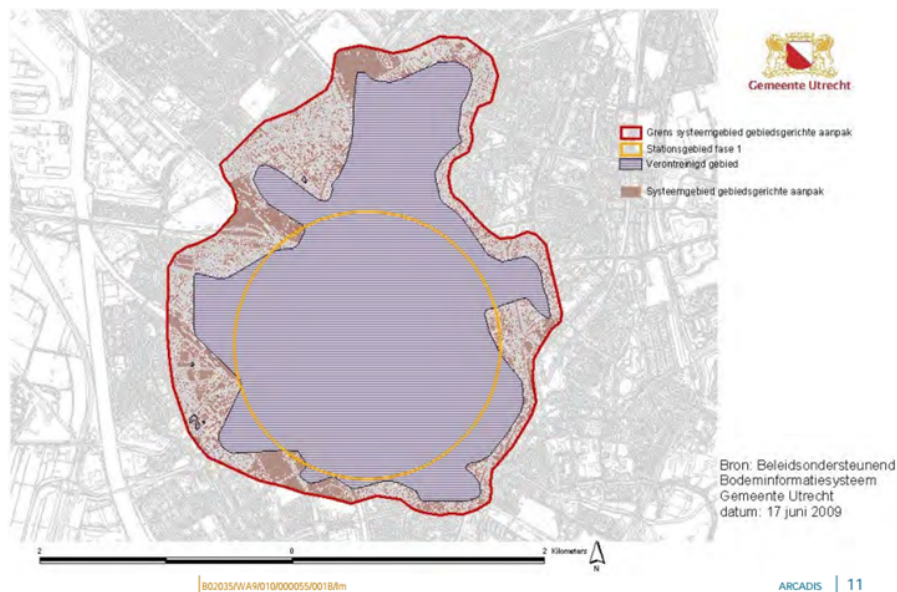 Gemeente Utrecht
Grens systeemgebied gebiedsgerichte aanpak
Stationsgebied fase 1
Verontreinigd gebied
Systeemgebied gebiedsgerichte aanpak
Bron: Beleidsondersteunend
Bodeminformatiesysteem
Gemeente Utrecht
datum: 17 juni 2009
2 0 2 Kilometers
N
B02035/WA9/010/000055/001B/lm
ARCADIS 11